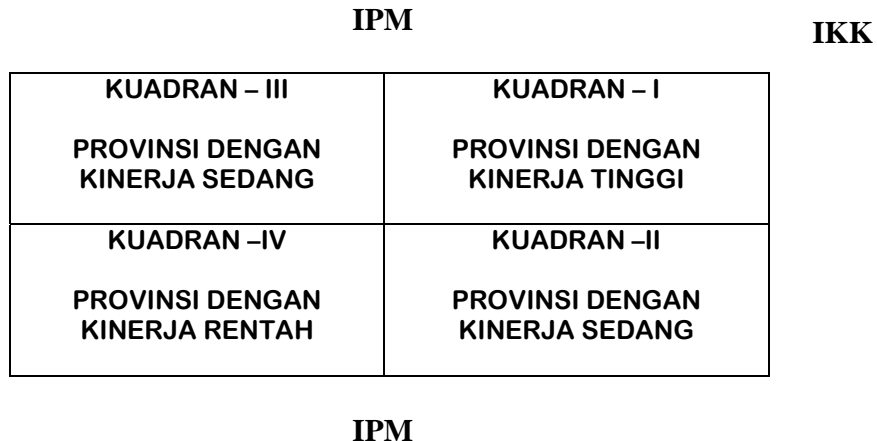 IPM
IKK
KUADRAN – III
PROVINSI DENGAN
KINERJA SEDANG
KUADRAN – I
PROVINSI DENGAN
KINERJA TINGGI
KUADRAN –IV
PROVINSI DENGAN
KINERJA RENTAH
KUADRAN –II
PROVINSI DENGAN
KINERJA SEDANG
IPM